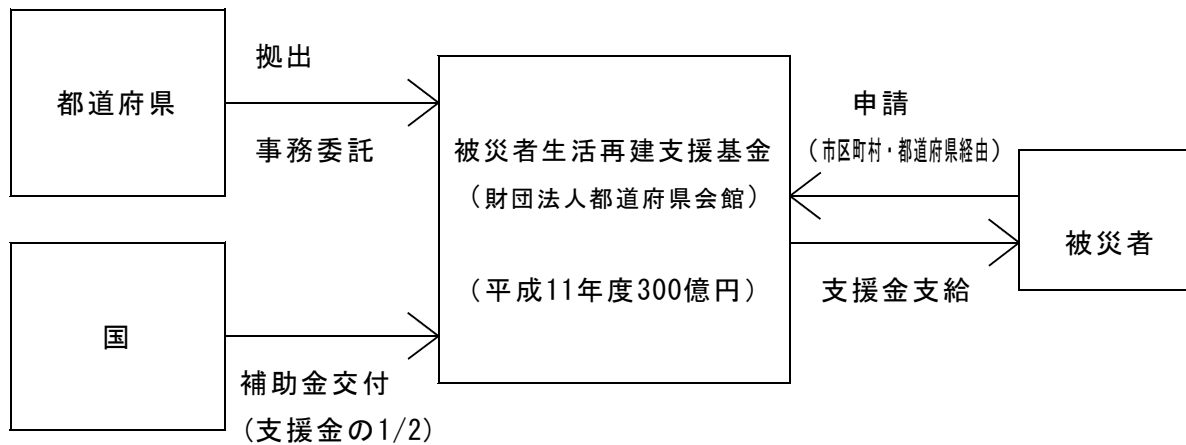 都道府県
拠出
事務委託
国
補助金交付
（支援金の1/2）
被災者生活再建支援基金
（財団法人都道府県会館）
（平成11年度300億円）
申請
（市区町村・都道府県経由）
支援金支給
被災者